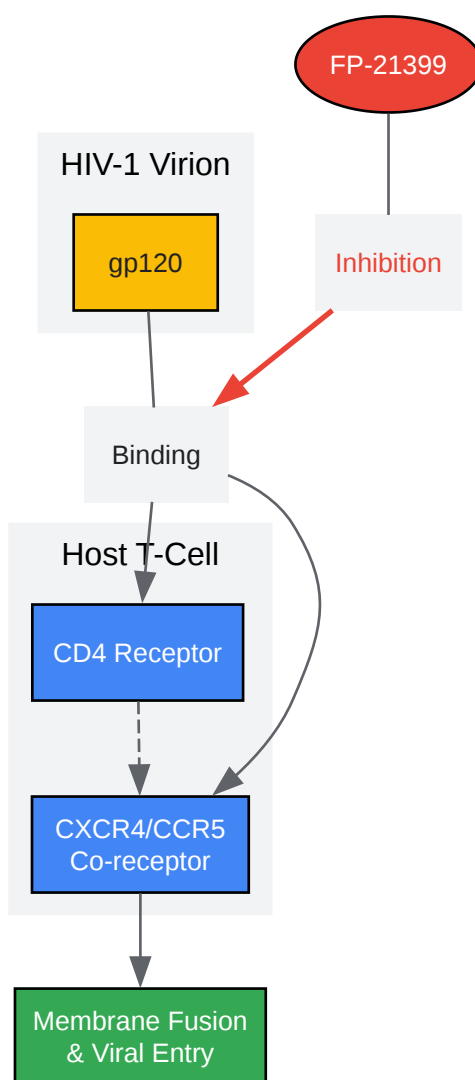 FP-21399
HIV-1 Virion
gp120
Inhibition
Binding
Host T-Cell
CD4 Receptor
CXCR4/CCR5
Co-receptor
Membrane Fusion
& Viral Entry